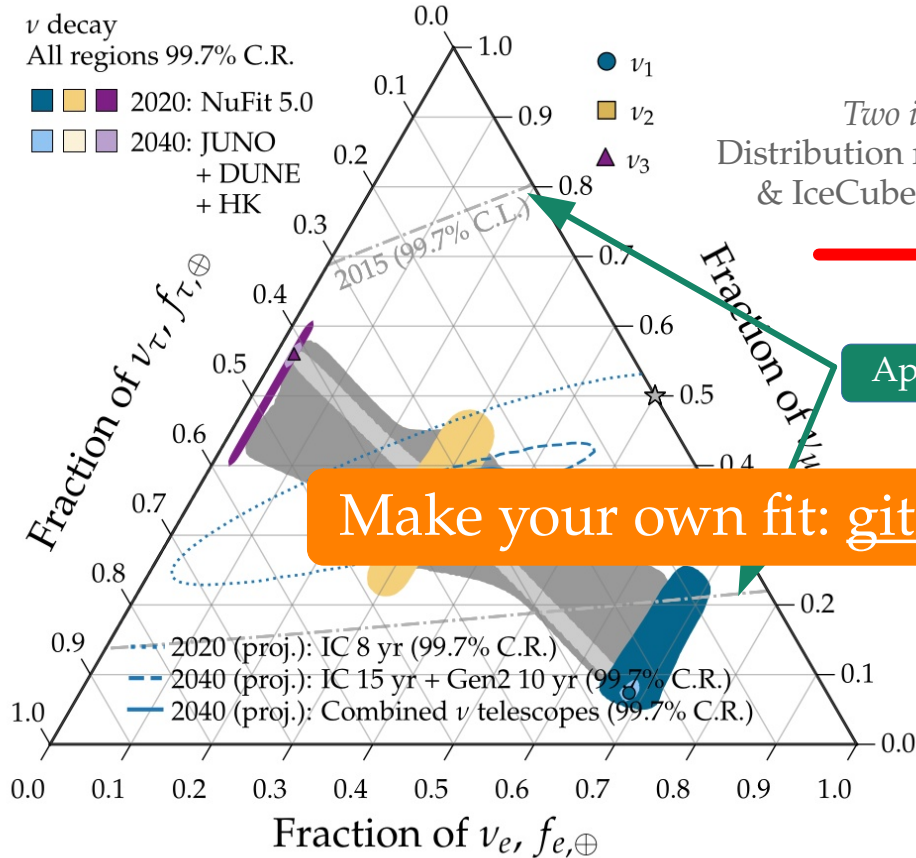 ν decay
All regions 99.7% C.R.
2020: NuFit 5.0
2040: JUNO
+ DUNE
+ HK
ν1
ν2
ν3
Two i
Distribution
& IceCube
0.0
0.1
0.2
0.3
0.4
0.5
0.6
0.7
0.8
0.9
1.0
Fraction of ντ, fτ,⊕
1.0
0.9
0.8
0.7
0.6
0.5
0.4
0.2
0.1
0.0
Fraction of νμ
2015 (99.7% C.L.)
Ap
Make your own fit: git
2020 (proj.): IC 8 yr (99.7% C.R.)
2040 (proj.): IC 15 yr + Gen2 10 yr (99.7% C.R.)
2040 (proj.): Combined ν telescopes (99.7% C.R.)
0.0 0.1 0.2 0.3 0.4 0.5 0.6 0.7 0.8 0.9 1.0
Fraction of νe, fe,⊕